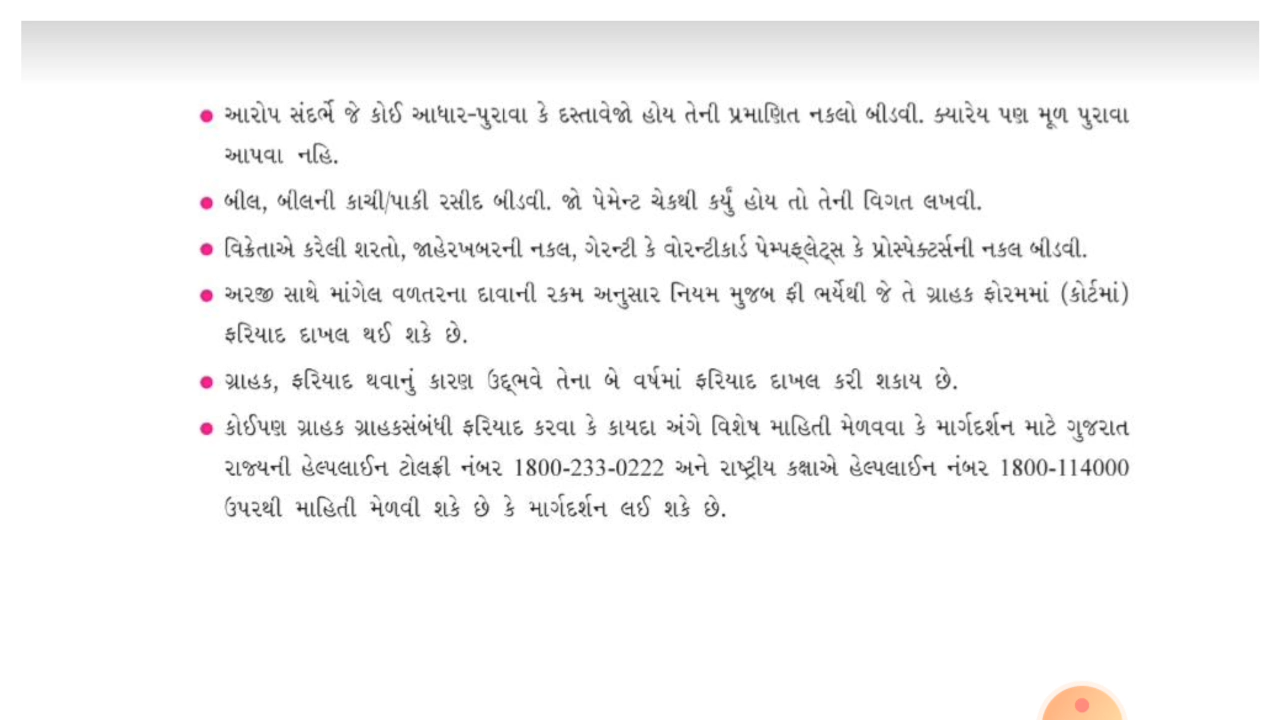 આરોપ સંદર્ભે જે કોઈ આધાર-પુરાવા કે દસ્તાવેજો હોય તેની પ્રમાણિત નકલો બીડવી. ક્યારેય પણ મૂળ પુરાવા
આપવા નહિ.
બીલ, બીલની કાચી/પાકી રસીદ બીડવી. જો પેમેન્ટ ચેકથી કર્યું હોય તો તેની વિગત લખવી.
વિક્રેતાએ કરેલી શરતો, જાહેરખબરની નકલ, ગેરન્ટી કે વોરન્ટીકાર્ડ પેમ્પફ્લેટ્સ કે પ્રોસ્પેક્ટર્સની નકલ બીડવી.
અરજી સાથે માંગેલ વળતરના દાવાની રકમ અનુસાર નિયમ મુજબ ફી ભર્યેથી જે તે ગ્રાહક ફોરમમાં (કોર્ટમાં)
ફરિયાદ દાખલ થઈ શકે છે.
ગ્રાહક, ફરિયાદ થવાનું કારણ ઉદ્ભવે તેના બે વર્ષમાં ફરિયાદ દાખલ કરી શકાય છે.
કોઈપણ ગ્રાહક ગ્રાહકસંબંધી ફરિયાદ કરવા કે કાયદા અંગે વિશેષ માહિતી મેળવવા કે માર્ગદર્શન માટે ગુજરાત
રાજ્યની હેલ્પલાઈન ટોલફ્રી નંબર 1800-233-0222 અને રાષ્ટ્રીય કક્ષાએ હેલ્પલાઈન નંબર 1800-114000
ઉપરથી માહિતી મેળવી શકે છે કે માર્ગદર્શન લઈ શકે છે.